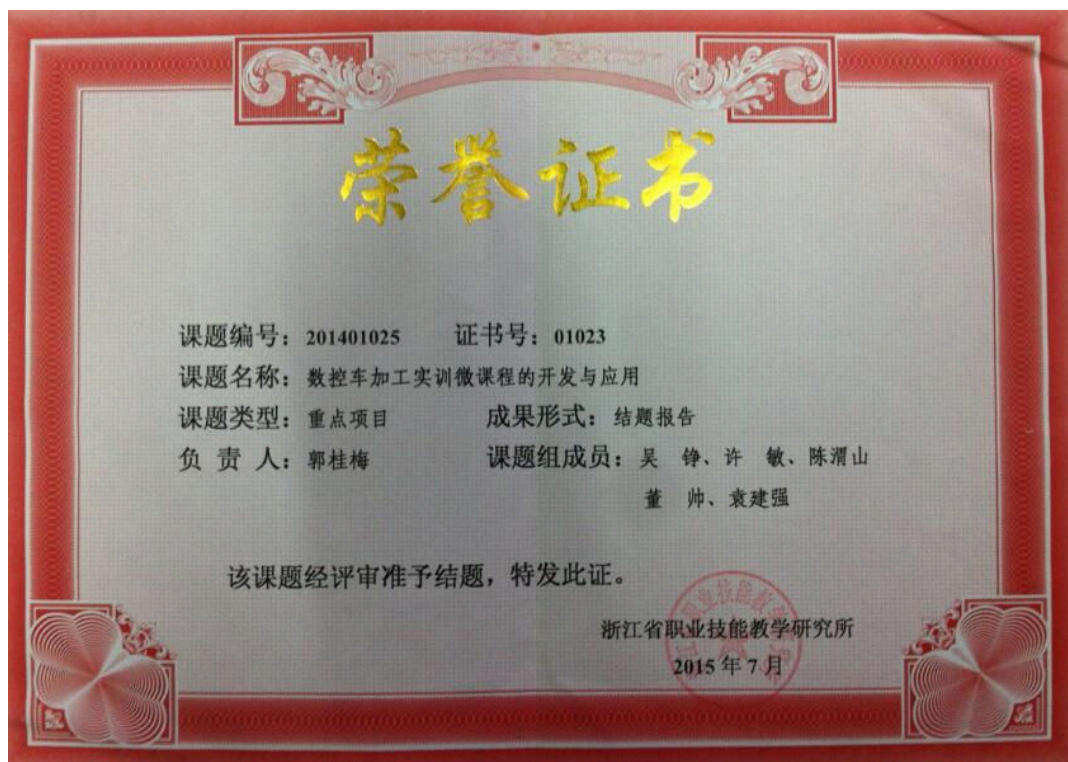 荣誉证书
课题编号：201401025 证书号：01023
课题名称：数控车加工实训微课程的开发与应用
课题类型：重点项目 成果形式：结题报告
负 责 人：郭桂梅 课题组成员：吴 铮、许 敏、陈渭山
董 帅、袁建强
该课题经评审准予结题，特发此证。
浙江省职业技能教学研究所
2015年7月